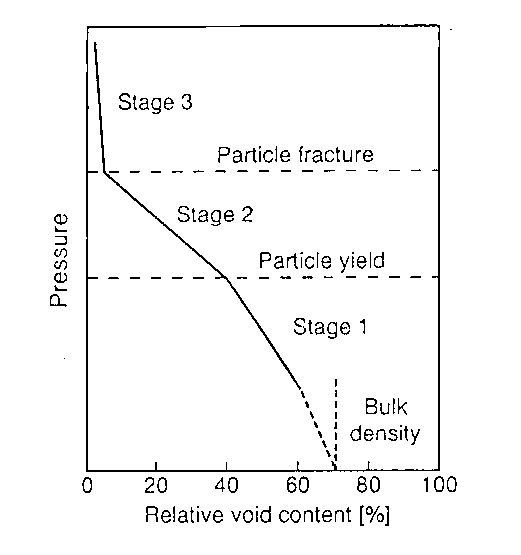 Stage 3
Particle fracture
Stage 2
Particle yield
Stage 1
Bulk
density
Pressure
0 20 40 60 80 100
Relative void content [%]